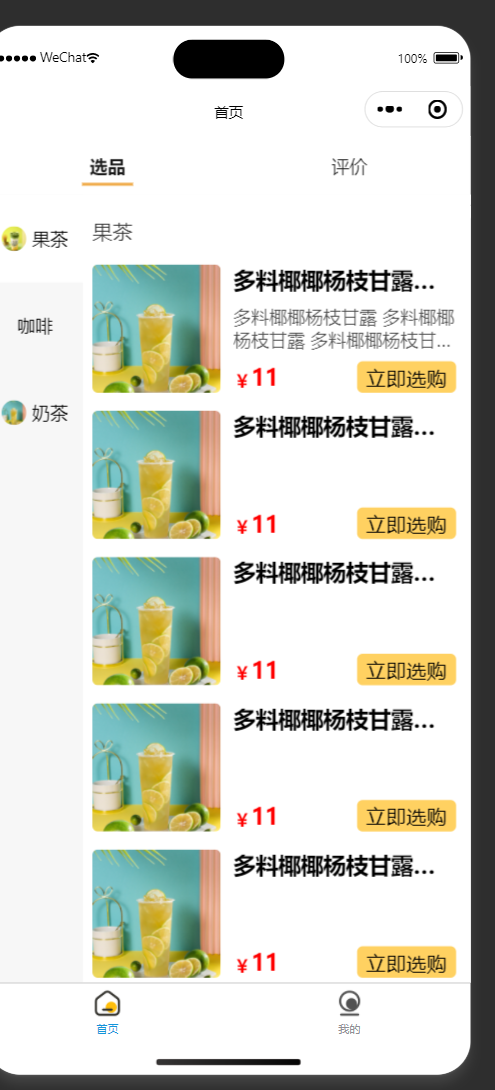 WeChat
100%
首页
选品
评价
果茶
咖啡
奶茶
果茶
多料椰椰杨枝甘露...
多料椰椰杨枝甘露 多料椰椰
杨枝甘露 多料椰椰杨枝甘...
¥ 11
立即选购
多料椰椰杨枝甘露...
¥ 11
立即选购
多料椰椰杨枝甘露...
¥ 11
立即选购
多料椰椰杨枝甘露...
¥ 11
立即选购
多料椰椰杨枝甘露...
¥ 11
立即选购
首页
我的